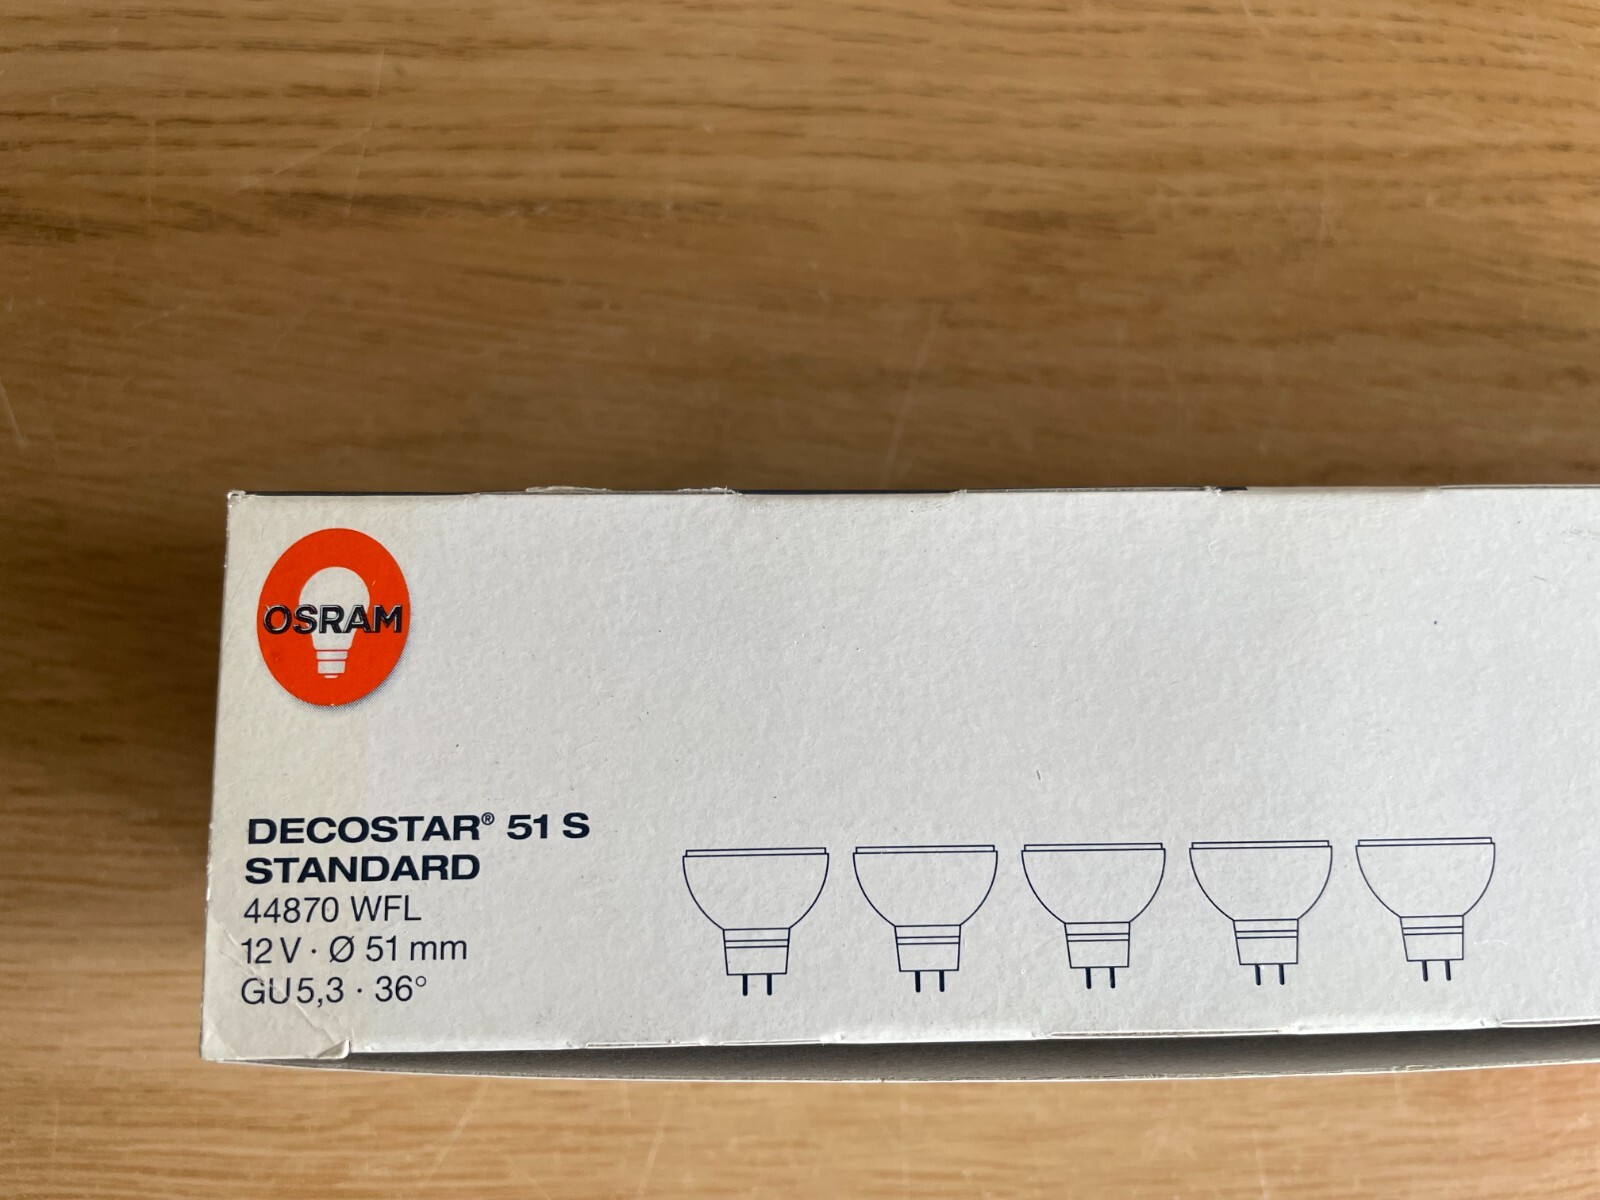 OSRAM
DECOSTAR® 51 S
STANDARD
44870 WFL
12 V · Ø 51 mm
GU5,3 · 36°